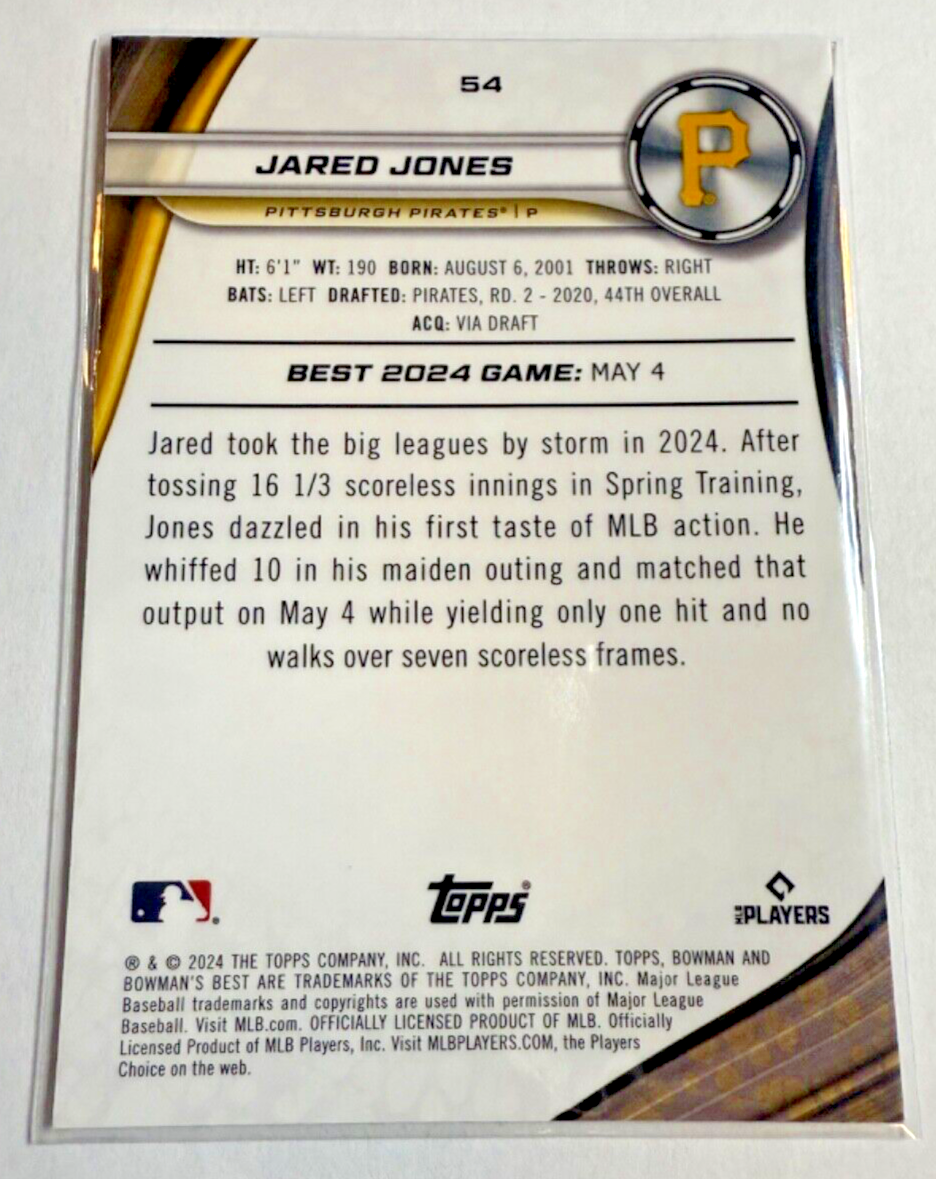 54
JARED JONES
P
PITTSBURGH PIRATES® | P
HT: 6'1" WT: 190 BORN: AUGUST 6, 2001 THROWS: RIGHT
BATS: LEFT DRAFTED: PIRATES, RD. 2 - 2020, 44TH OVERALL
ACQ: VIA DRAFT
BEST 2024 GAME: MAY 4
Jared took the big leagues by storm in 2024. After
tossing 16 1/3 scoreless innings in Spring Training,
Jones dazzled in his first taste of MLB action. He
whiffed 10 in his maiden outing and matched that
output on May 4 while yielding only one hit and no
walks over seven scoreless frames.
®
Topps®
MLB PLAYERS
® & © 2024 THE TOPPS COMPANY, INC. ALL RIGHTS RESERVED. TOPPS, BOWMAN AND
BOWMAN'S BEST ARE TRADEMARKS OF THE TOPPS COMPANY, INC. Major League
Baseball trademarks and copyrights are used with permission of Major League
Baseball. Visit MLB.com. OFFICIALLY LICENSED PRODUCT OF MLB. Officially
Licensed Product of MLB Players, Inc. Visit MLBPLAYERS.COM, the Players
Choice on the web.